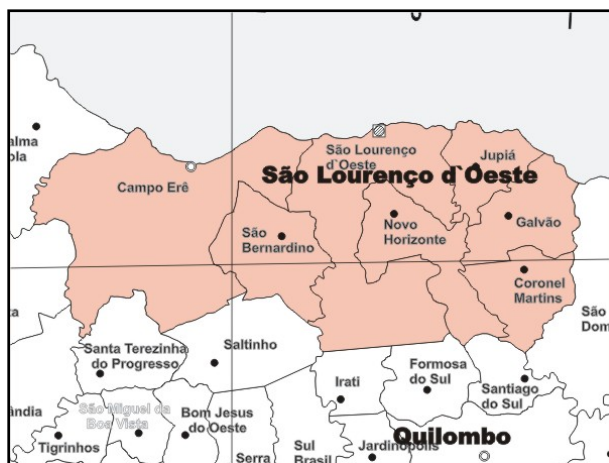 alma
ola
São Lourenço
d`Oeste
Jupiá
São Lourenço d`Oeste
Campo Erê
São
Bernardino
Novo
Horizonte
Galvão
Coronel
Martins
ta
São
Dom
Santa Terezinha
do Progresso
Saltinho
Formosa
do Sul
Irati
Santiago
do Sul
ândia
São Miguel da
Boa Vista
Bom Jesus
do Oeste
Tigrinhos
Sul
Brasil
Serra
Quilombo
Jardinópolis